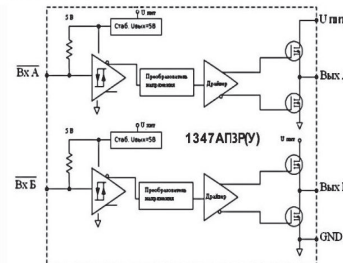 5 В
U пит
Стаб. Uвых=5В
U пит
Вх А
Преобразователь напряжения
Драйвер
Вых
5 В
1347АП3Р(У)
U пит
Стаб. Uвых=5В
U пит
Вх Б
Преобразователь напряжения
Драйвер
Вых
GND